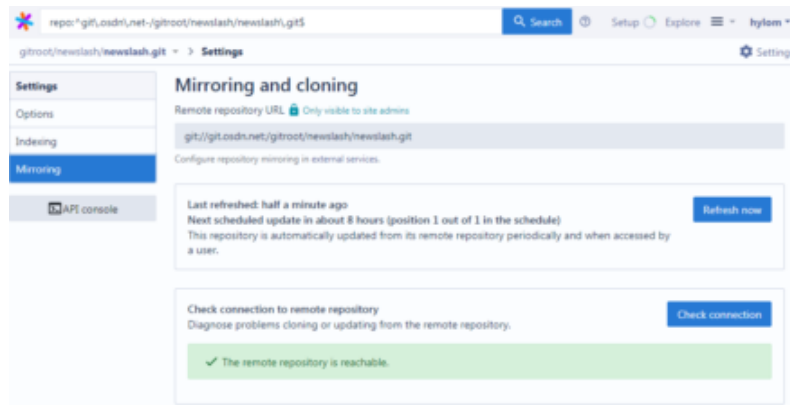 repo:^git\.osdn\.net-/gitroot/newslash/newslash\.git$ Search Setup Explore hylom
gitroot/newslash/newslash.git > Settings Setting
Settings
Options
Indexing
Mirroring
API console
Mirroring and cloning
Remote repository URL Only visible to site admins
git://git.osdn.net:/gitroot/newslash/newslash.git
Configure repository mirroring in external services.
Last refreshed: half a minute ago
Next scheduled update in about 8 hours (position 1 out of 1 in the schedule)
This repository is automatically updated from its remote repository periodically and when accessed by
a user.
Refresh now
Check connection to remote repository
Diagnose problems cloning or updating from the remote repository.
Check connection
✓ The remote repository is reachable.